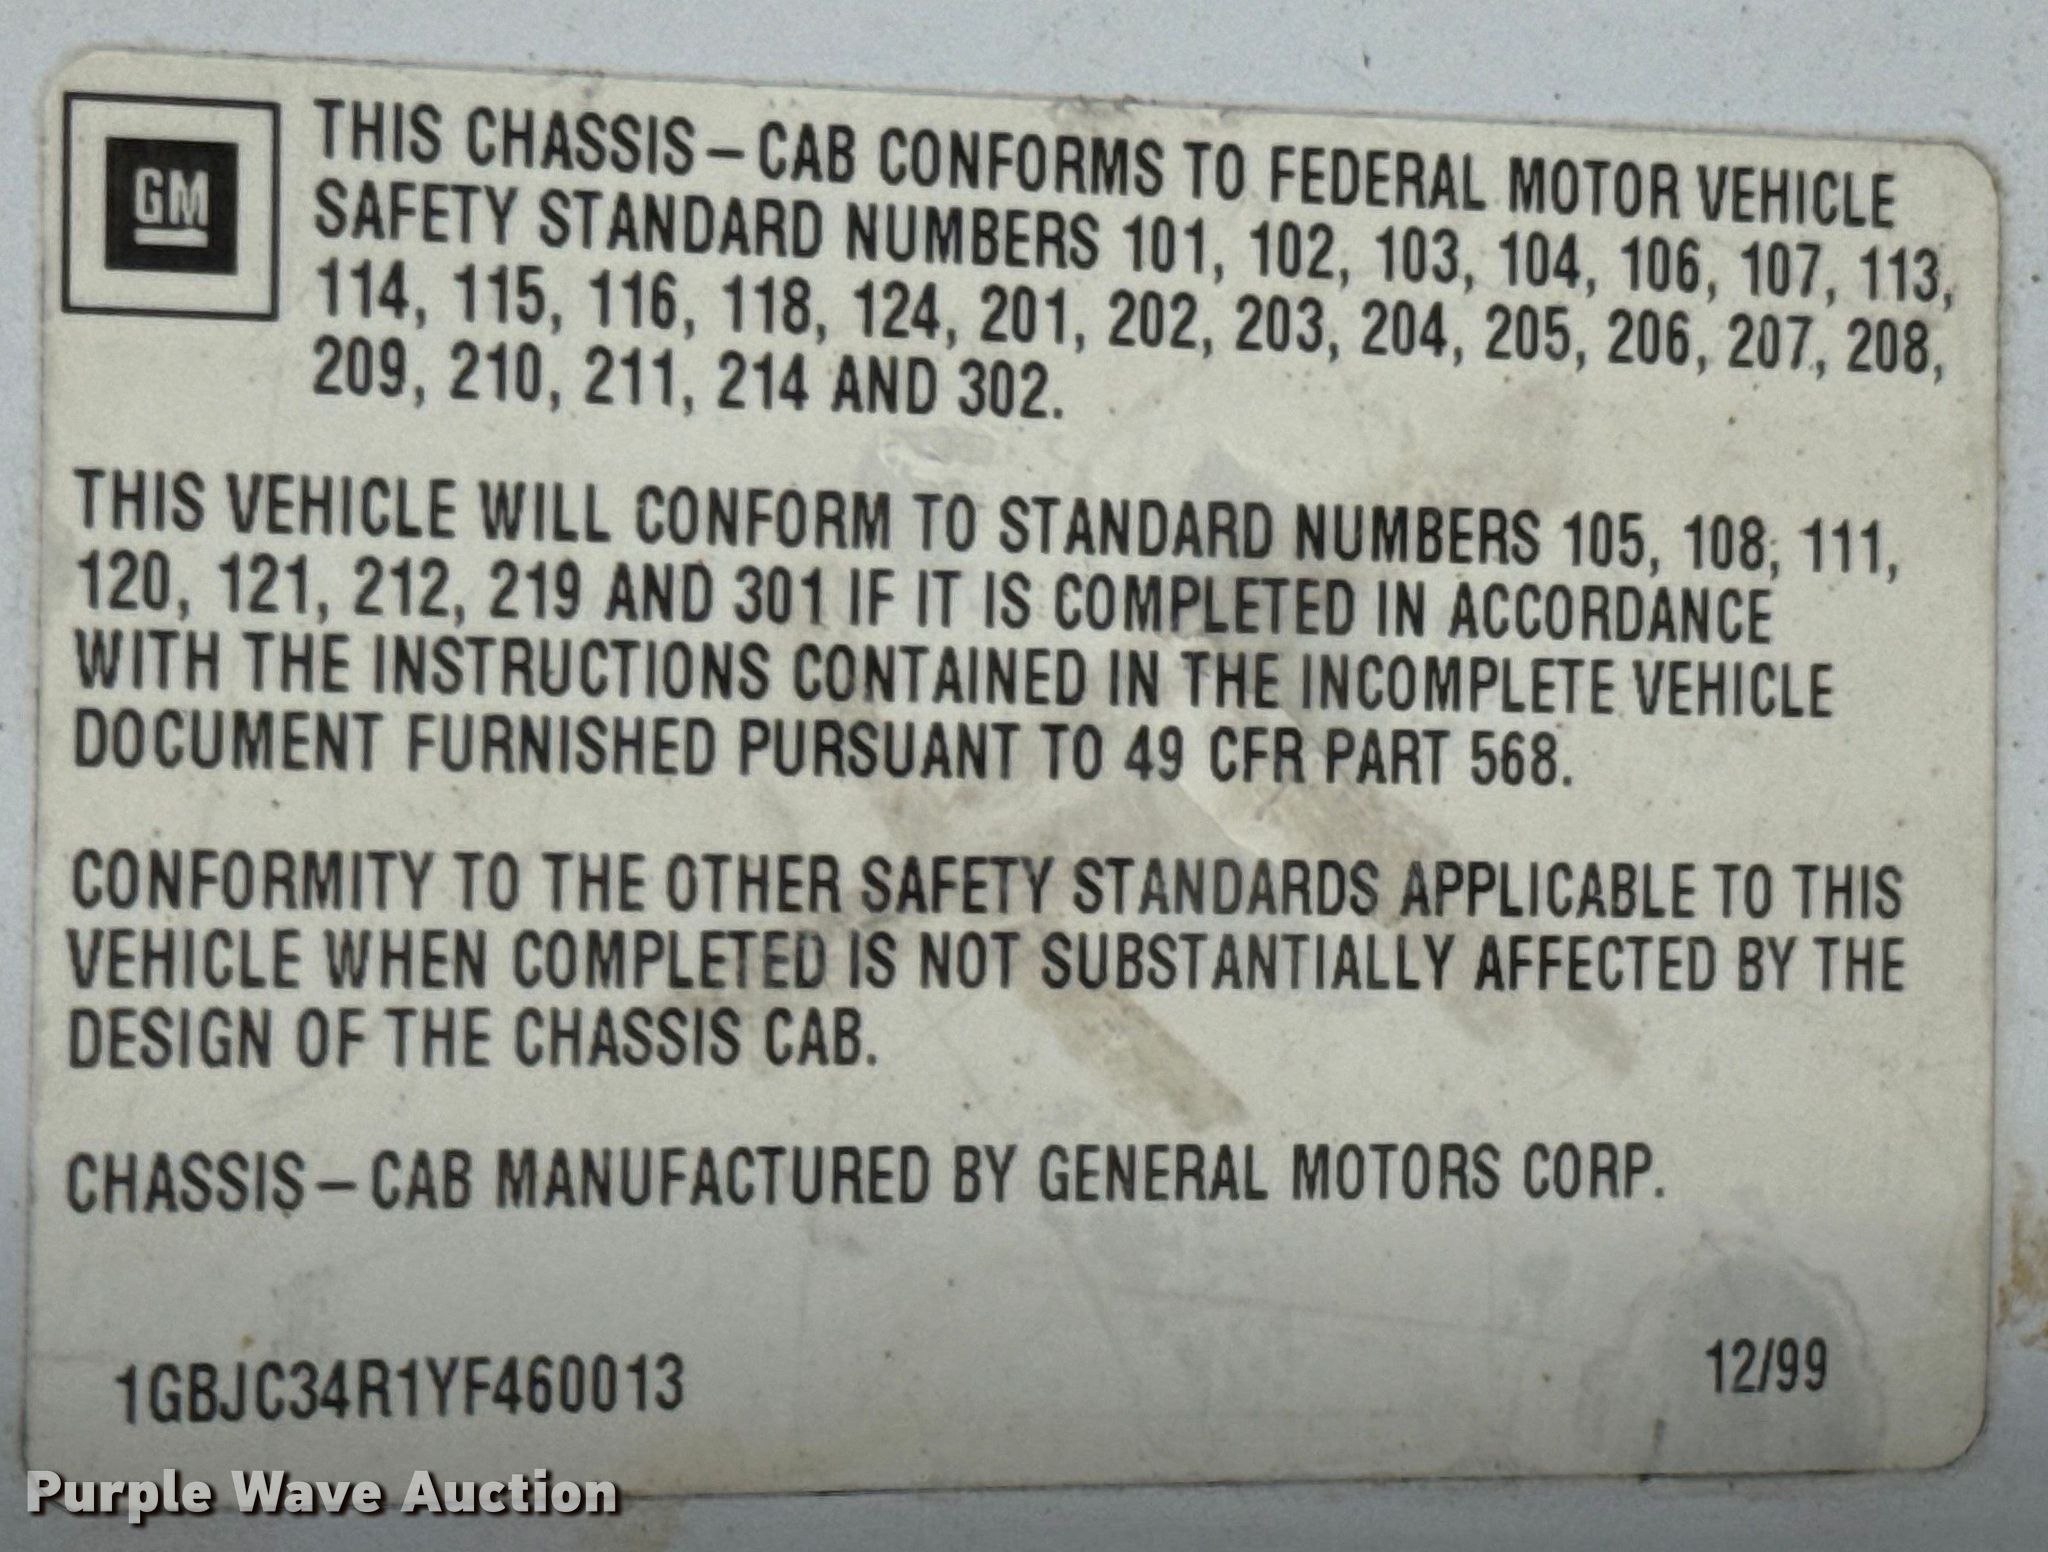 GM
THIS CHASSIS – CAB CONFORMS TO FEDERAL MOTOR VEHICLE
SAFETY STANDARD NUMBERS 101, 102, 103, 104, 106, 107, 113,
114, 115, 116, 118, 124, 201, 202, 203, 204, 205, 206, 207, 208,
209, 210, 211, 214 AND 302.
THIS VEHICLE WILL CONFORM TO STANDARD NUMBERS 105, 108, 111,
120, 121, 212, 219 AND 301 IF IT IS COMPLETED IN ACCORDANCE
WITH THE INSTRUCTIONS CONTAINED IN THE INCOMPLETE VEHICLE
DOCUMENT FURNISHED PURSUANT TO 49 CFR PART 568.
CONFORMITY TO THE OTHER SAFETY STANDARDS APPLICABLE TO THIS
VEHICLE WHEN COMPLETED IS NOT SUBSTANTIALLY AFFECTED BY THE
DESIGN OF THE CHASSIS CAB.
CHASSIS – CAB MANUFACTURED BY GENERAL MOTORS CORP.
1GBJC34R1YF460013 12/99
Purple Wave Auction